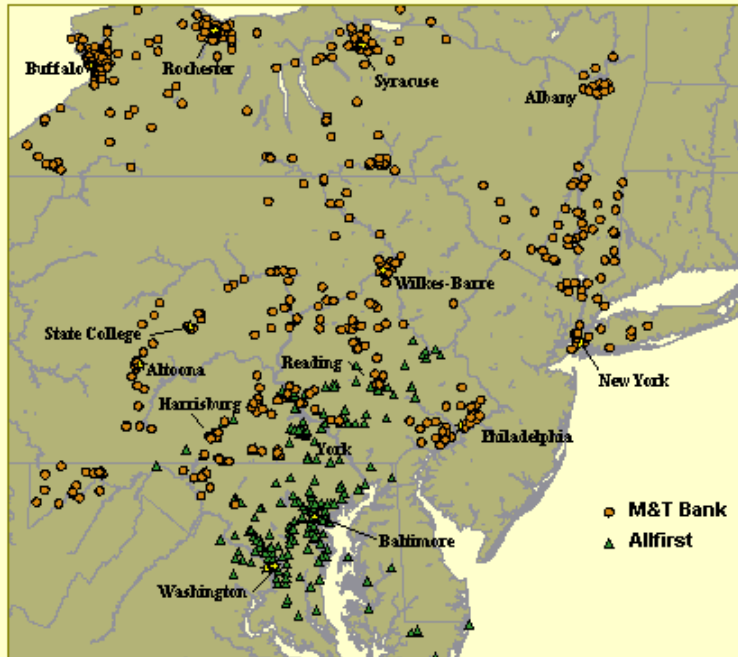 Buffalo
Rochester
Syracuse
Albany
Wilkes-Barre
State College
Altoona
Reading
New York
Harrisburg
York
Philadelphia
M&T Bank
Allfirst
Baltimore
Washington